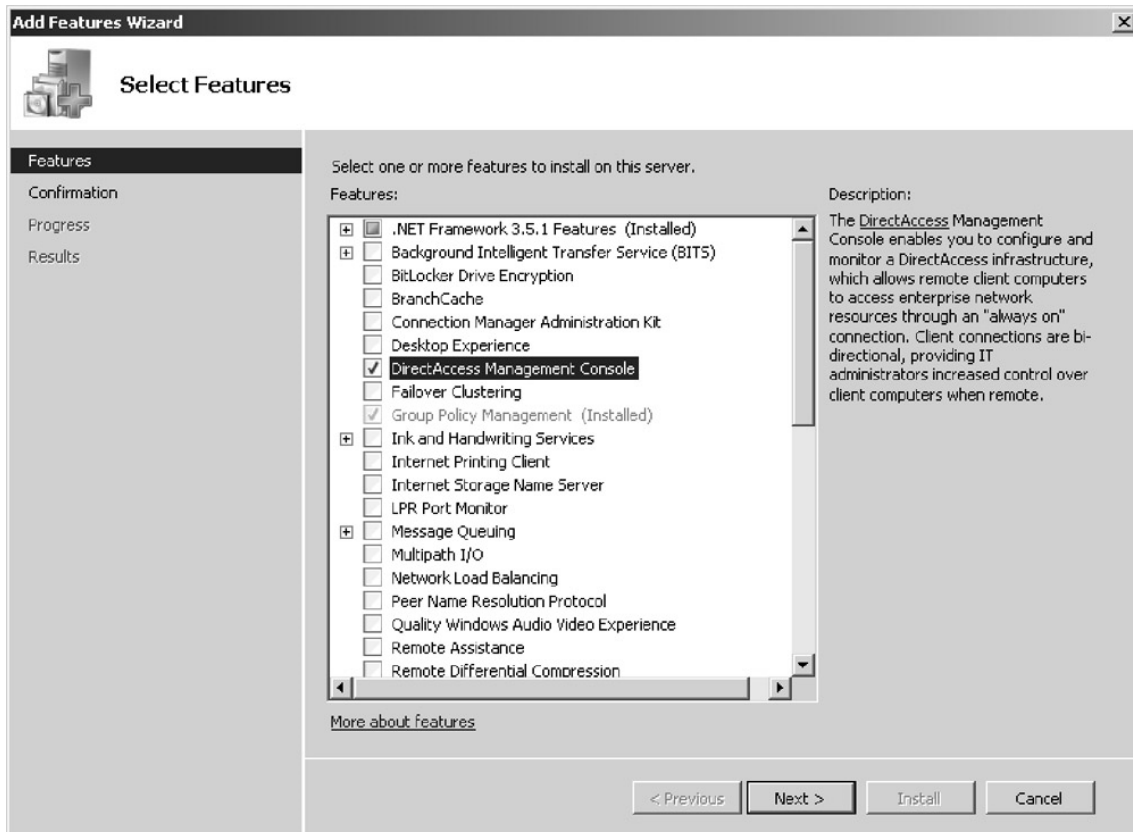 Add Features Wizard
Select Features
Features
Confirmation
Progress
Results
Select one or more features to install on this server.
Features:
.NET Framework 3.5.1 Features (Installed)
Background Intelligent Transfer Service (BITS)
BitLocker Drive Encryption
BranchCache
Connection Manager Administration Kit
Desktop Experience
DirectAccess Management Console
Failover Clustering
Group Policy Management (Installed)
Ink and Handwriting Services
Internet Printing Client
Internet Storage Name Server
LPR Port Monitor
Message Queuing
Multipath I/O
Network Load Balancing
Peer Name Resolution Protocol
Quality Windows Audio Video Experience
Remote Assistance
Remote Differential Compression
More about features
Description:
The DirectAccess Management
Console enables you to configure and
monitor a DirectAccess infrastructure,
which allows remote client computers
to access enterprise network
resources through an "always on"
connection. Client connections are bi-
directional, providing IT
administrators increased control over
client computers when remote.
< Previous
Next >
Install
Cancel